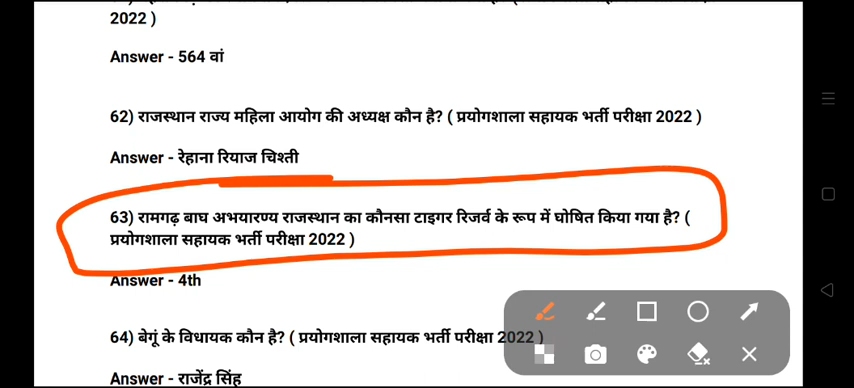 2022 )
Answer - 564 वां
62) राजस्थान राज्य महिला आयोग की अध्यक्ष कौन है? ( प्रयोगशाला सहायक भर्ती परीक्षा 2022 )
Answer - रेहाना रियाज चिश्ती
63) रामगढ़ बाघ अभयारण्य राजस्थान का कौनसा टाइगर रिजर्व के रूप में घोषित किया गया है? (
प्रयोगशाला सहायक भर्ती परीक्षा 2022 )
Answer - 4th
64) बेगूं के विधायक कौन है? ( प्रयोगशाला सहायक भर्ती परीक्षा 2022 )
Answer - राजेंद्र सिंह